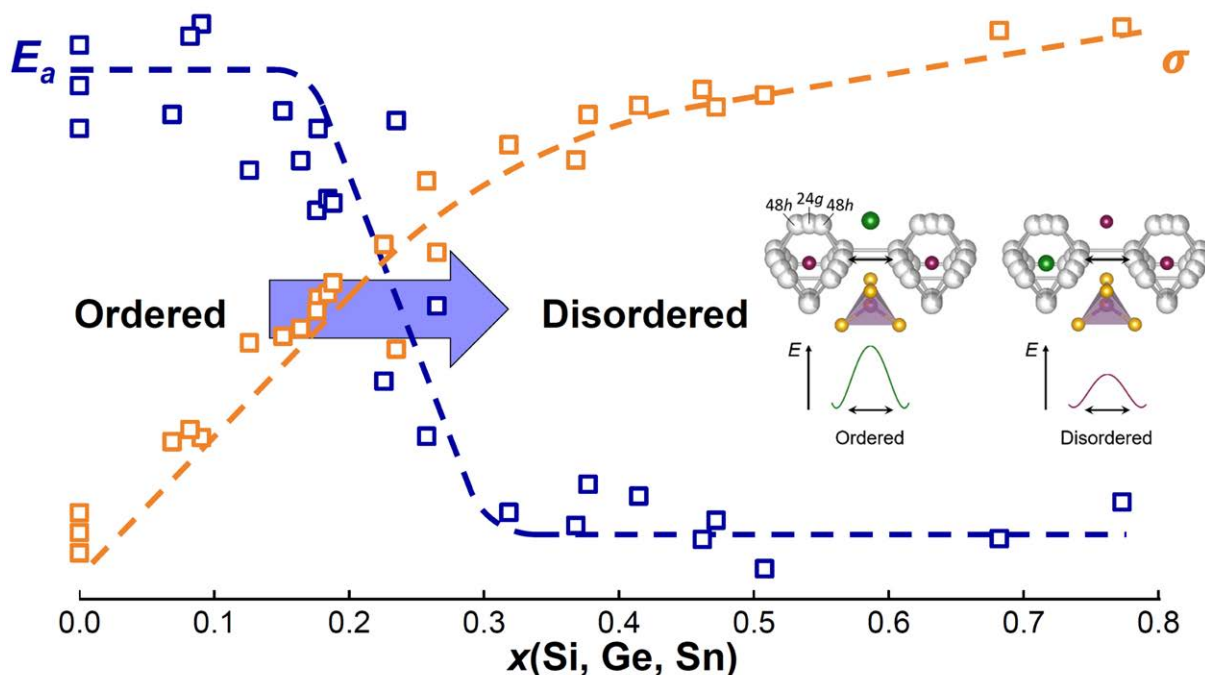 Eₐ
σ
48h 24g 48h
Ordered
Disordered
E
E
Ordered
Disordered
0.0 0.1 0.2 0.3 0.4 0.5 0.6 0.7 0.8
x(Si, Ge, Sn)